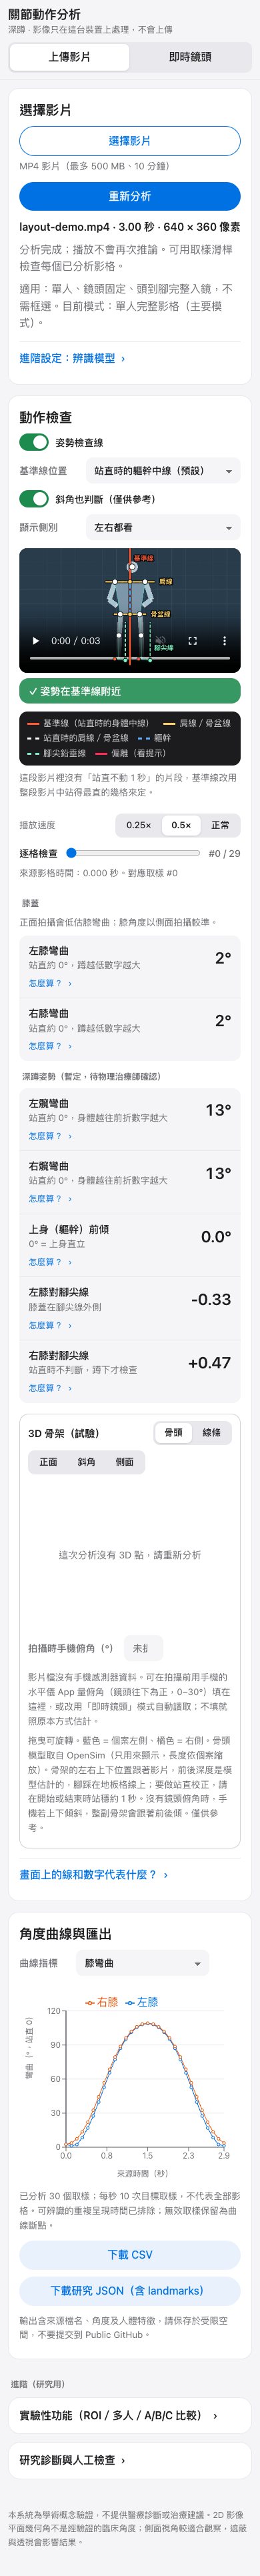 關節動作分析
深蹲 · 影像只在這台裝置上處理，不會上傳
上傳影片
即時鏡頭
選擇影片
選擇影片
MP4 影片（最多 500 MB、10 分鐘）
重新分析
layout-demo.mp4 · 3.00 秒 · 640 × 360 像素
分析完成；播放不會再次推論。可用取樣滑桿
檢查每個已分析影格。
適用：單人、鏡頭固定、頭到腳完整入鏡，不
需框選。目前模式：單人完整影格（主要模
式）。
進階設定：辨識模型 ›
動作檢查
姿勢檢查線
基準線位置
站直時的軀幹中線（預設）
斜角也判斷（僅供參考）
顯示側別
左右都看
基準線
肩線
骨盆線
腳尖線
0:00 / 0:03
✓ 姿勢在基準線附近
基準線（站直時的身體中線）
肩線 / 骨盆線
站直時的肩線 / 骨盆線
軀幹
腳尖鉛垂線
偏離（看提示）
這段影片裡沒有「站直不動 1 秒」的片段，基準線改用
整段影片中站得最直的幾格來定。
播放速度
0.25×
0.5×
正常
逐格檢查
#0 / 29
來源影格時間：0.000 秒。對應取樣 #0
膝蓋
正面拍攝會低估膝彎曲；膝角度以側面拍攝較準。
左膝彎曲
2°
站直約 0°，蹲越低數字越大
怎麼算？ ›
右膝彎曲
2°
站直約 0°，蹲越低數字越大
怎麼算？ ›
深蹲姿勢（暫定，待物理治療師確認）
左髖彎曲
13°
站直約 0°，身體越往前折數字越大
怎麼算？ ›
右髖彎曲
13°
站直約 0°，身體越往前折數字越大
怎麼算？ ›
上身（軀幹）前傾
0.0°
0° = 上身直立
怎麼算？ ›
左膝對腳尖線
-0.33
膝蓋在腳尖線外側
怎麼算？ ›
右膝對腳尖線
+0.47
站直時不判斷，蹲下才檢查
怎麼算？ ›
3D 骨架（試驗）
骨頭
線條
正面
斜角
側面
這次分析沒有 3D 點，請重新分析
拍攝時手機俯角（°）
影片檔沒有手機感測器資料。可在拍攝前用手機的
水平儀 App 量俯角（鏡頭往下為正，0–30°）填在
這裡，或改用「即時鏡頭」模式自動讀取；不填就
照原本方式估計。
拖曳可旋轉。藍色 = 個案左側、橘色 = 右側。骨頭
模型取自 OpenSim（只用來顯示，長度依個案縮
放）。骨架的左右上下位置跟著影片，前後深度是模
型估計的，腳踩在地板格線上；要做站直校正，請
在開始或結束時站穩約 1 秒。沒有鏡頭俯角時，手
機若上下傾斜，整副骨架會跟著前後傾。僅供參
考。
畫面上的線和數字代表什麼？ ›
角度曲線與匯出
曲線指標
膝彎曲
右膝
左膝
彎曲（°，站直 0）
120
90
60
30
0
0.0
0.8
1.5
2.3
2.9
來源時間（秒）
已分析 30 個取樣；每秒 10 次目標取樣，不代表全部影
格。可辨識的重複呈現時間已排除；無效取樣保留為曲
線斷點。
下載 CSV
下載研究 JSON（含 landmarks）
輸出含來源檔名、角度及人體特徵，請保存於受限空
間，不要提交到 Public GitHub。
進階（研究用）
實驗性功能（ROI / 多人 / A/B/C 比較） ›
研究診斷與人工檢查 ›
本系統為學術概念驗證，不提供醫療診斷或治療建議。2D 影像
平面幾何角不是經驗證的臨床角度；側面視角較適合觀察，遮蔽
與透視會影響結果。